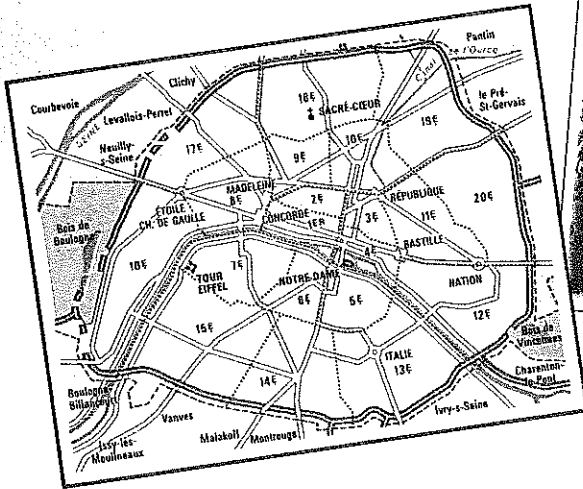 Pantin
Canal de l'Ourcq
Clichy
Courbevoie
Levallois-Perret
SEINE
Neuilly-
s-Seine
le Pré-
St-Gervais
18E
SACRÉ-CŒUR
19E
17E
10E
9E
MADELEINE
8E
2E
RÉPUBLIQUE
20E
ÉTOILE
CH. DE GAULLE
CONCORDE
1ER
3E
11E
Bois de
Boulogne
4E
BASTILLE
16E
TOUR
EIFFEL
7E
NOTRE-DAME
NATION
6E
5E
12E
15E
Bois de
Vincennes
ITALIE
13E
14E
Charenton-
le-Pont
Boulogne-
Billancourt
Ivry-s-Seine
Vanves
Issy-les-
Moulineaux
Malakoff
Montrouge